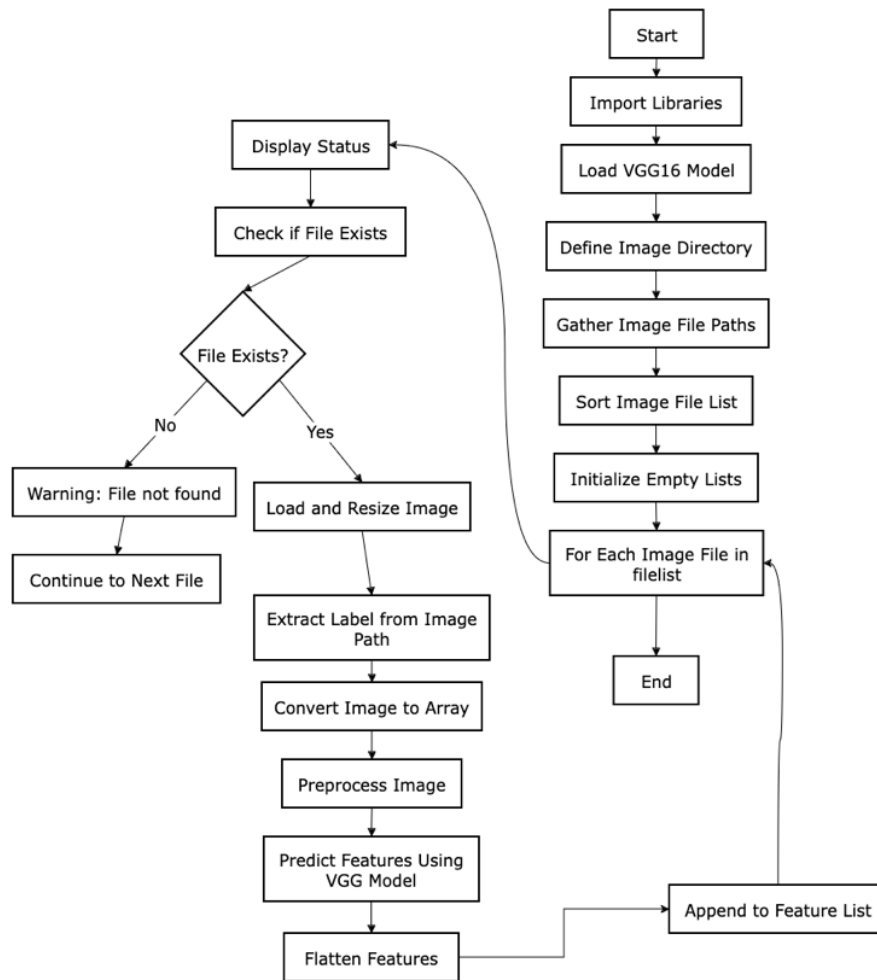 Start
Import Libraries
Load VGG16 Model
Define Image Directory
Gather Image File Paths
Sort Image File List
Initialize Empty Lists
For Each Image File in
filelist
End
Display Status
Check if File Exists
File Exists?
No
Yes
Warning: File not found
Continue to Next File
Load and Resize Image
Extract Label from Image
Path
Convert Image to Array
Preprocess Image
Predict Features Using
VGG Model
Flatten Features
Append to Feature List